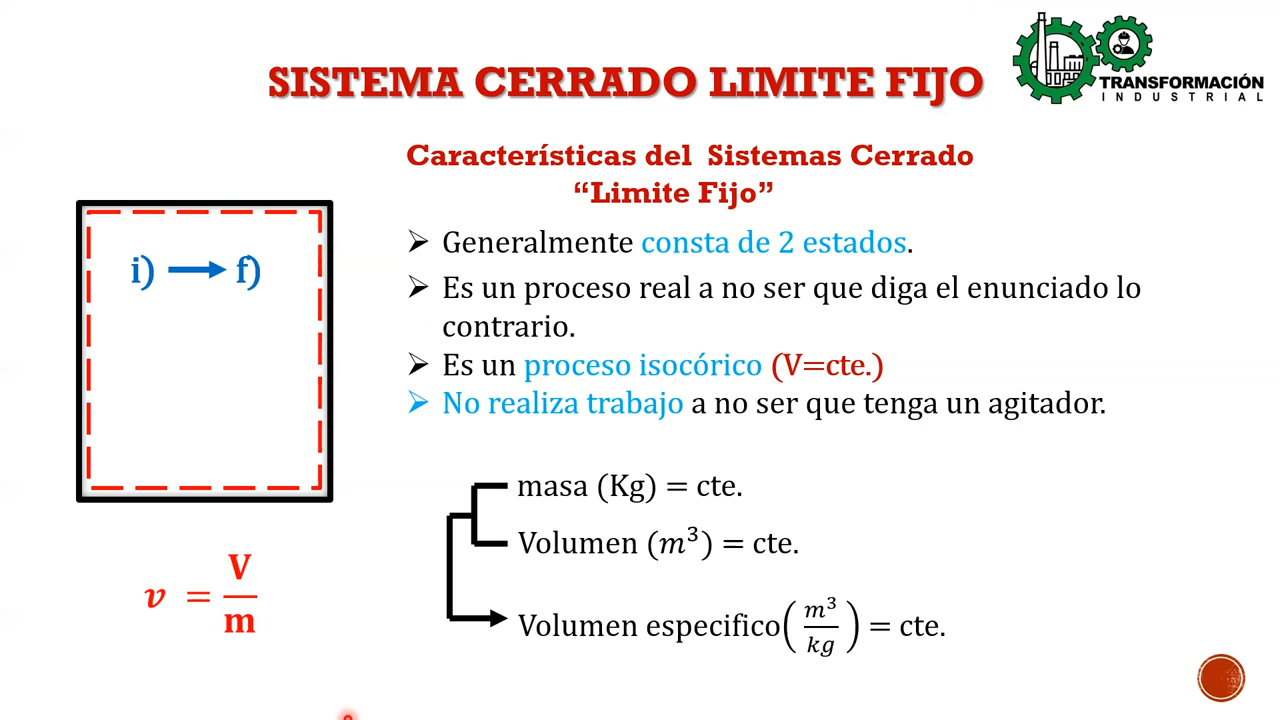 SISTEMA CERRADO LIMITE FIJO
TRANSFORMACIÓN
INDUSTRIAL
Características del Sistemas Cerrado
“Limite Fijo”
i) → f)
➢ Generalmente consta de 2 estados.
➢ Es un proceso real a no ser que diga el enunciado lo
contrario.
➢ Es un proceso isocórico (V=cte.)
➢ No realiza trabajo a no ser que tenga un agitador.
masa (Kg) = cte.
Volumen (m³) = cte.
v = V/m
Volumen especifico (m³/kg) = cte.